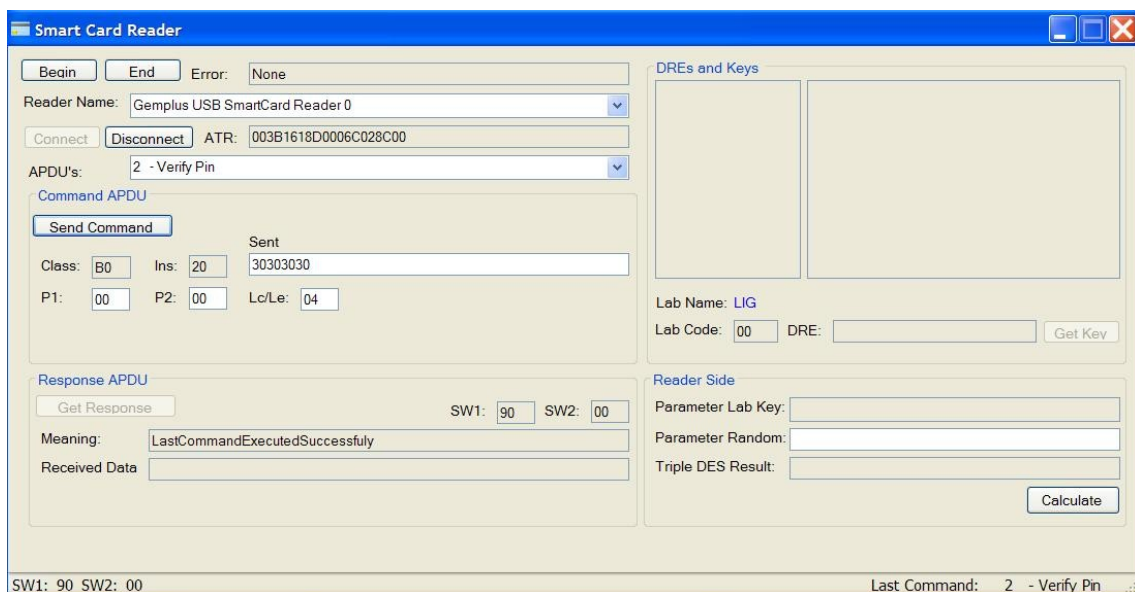 Smart Card Reader
Begin End Error: None
Reader Name: Gemplus USB SmartCard Reader 0
Connect Disconnect ATR: 003B1618D0006C028C00
APDU's: 2 - Verify Pin
Command APDU
Send Command
Sent
Class: B0 Ins: 20 30303030
P1: 00 P2: 00 Lc/Le: 04
Response APDU
Get Response SW1: 90 SW2: 00
Meaning: LastCommandExecutedSuccessfuly
Received Data
DREs and Keys
Lab Name: LIG
Lab Code: 00 DRE: Get Key
Reader Side
Parameter Lab Key:
Parameter Random:
Triple DES Result:
Calculate
SW1: 90 SW2: 00 Last Command: 2 - Verify Pin